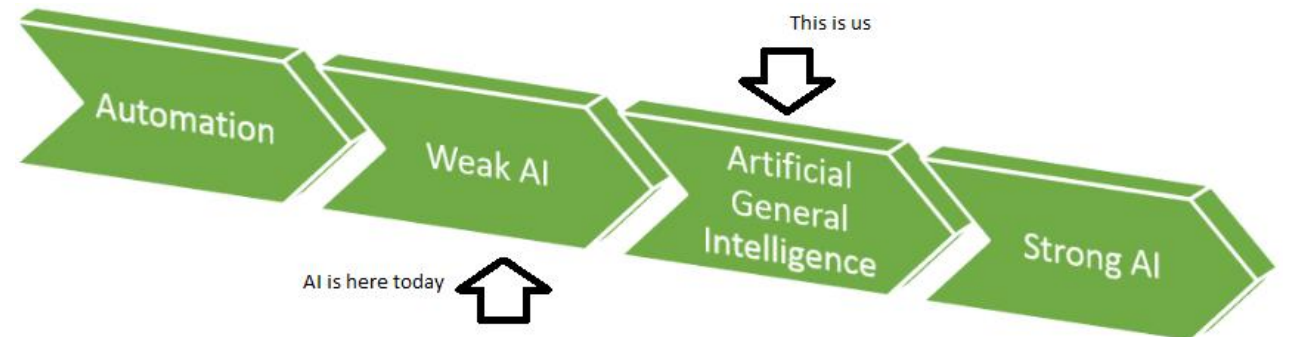 This is us
Automation
Weak AI
Artificial
General
Intelligence
Strong AI
AI is here today